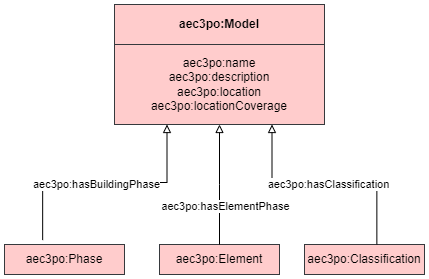 aec3po:Model
aec3po:name
aec3po:description
aec3po:location
aec3po:locationCoverage
aec3po:hasBuildingPhase
aec3po:hasClassification
aec3po:hasElementPhase
aec3po:Phase
aec3po:Element
aec3po:Classification